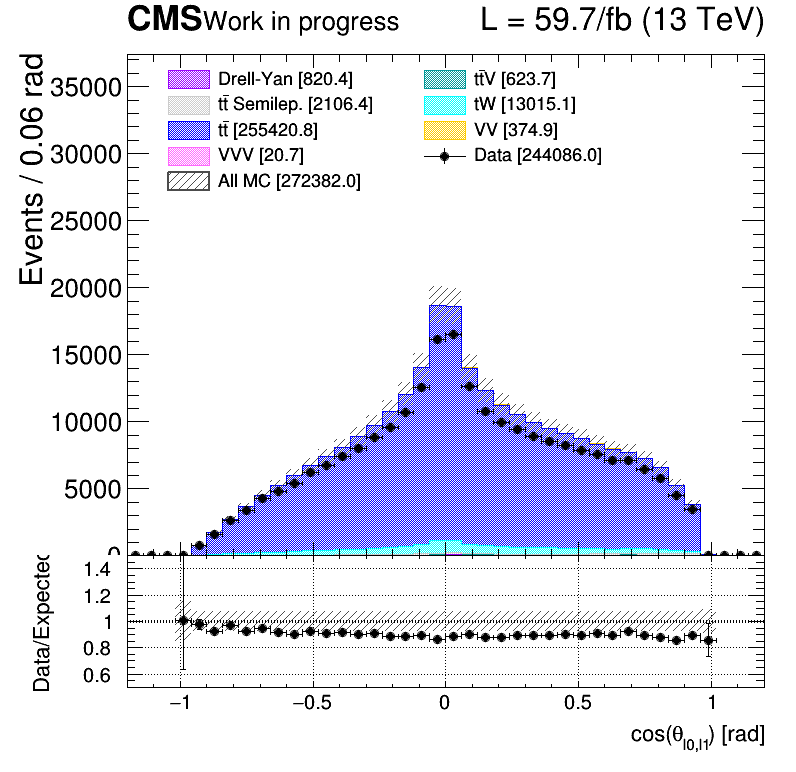 CMS Work in progress L = 59.7/fb (13 TeV)
Events / 0.06 rad
35000
30000
25000
20000
15000
10000
5000
0
Drell-Yan [820.4]
tt̄ Semilep. [2106.4]
tt̄ [255420.8]
VVV [20.7]
All MC [272382.0]
tt̄V [623.7]
tW [13015.1]
VV [374.9]
Data [244086.0]
Data/Expected
1.4
1.2
1
0.8
0.6
−1 −0.5 0 0.5 1
cos(θl0,l1) [rad]